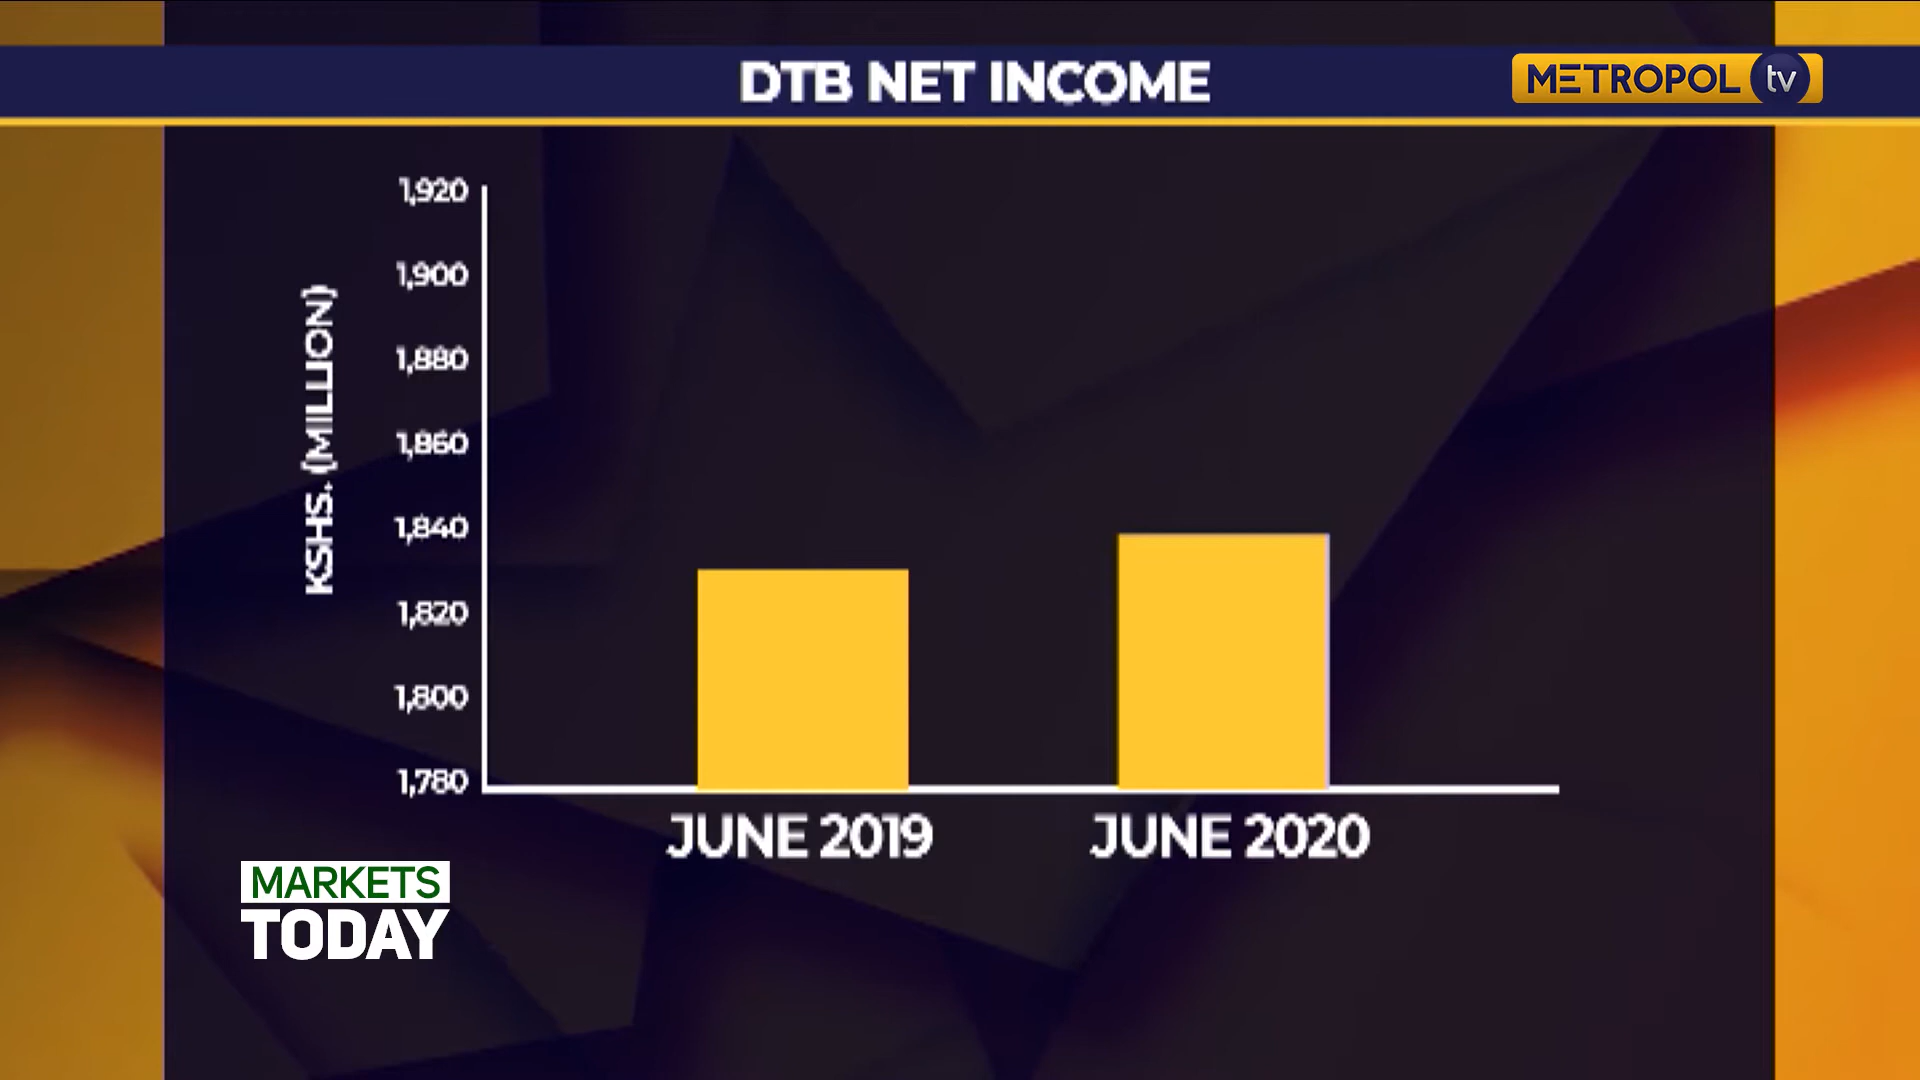 DTB NET INCOME
METROPOL tv
KSHS. (MILLION)
1,920
1,900
1,880
1,860
1,840
1,820
1,800
1,780
JUNE 2019
JUNE 2020
MARKETS
TODAY